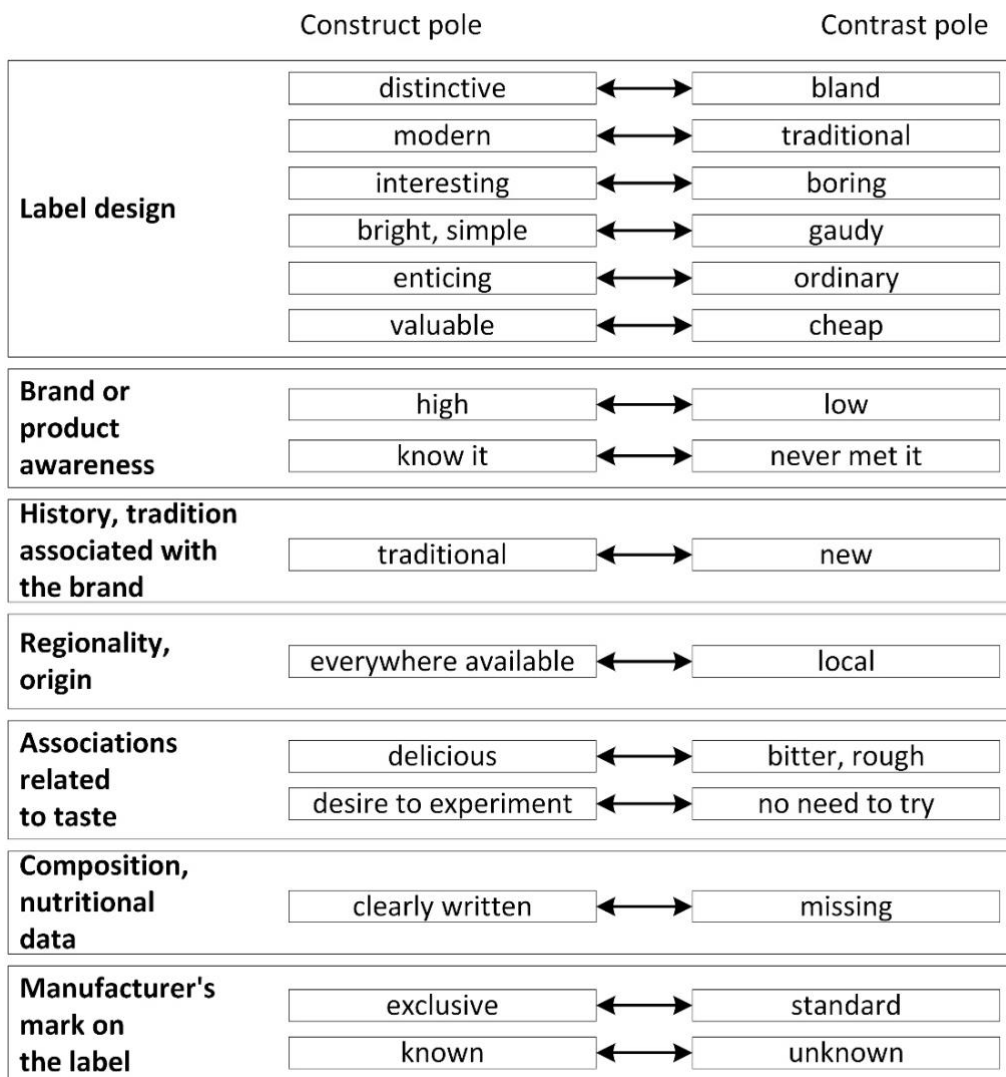 Construct pole Contrast pole
Label design
distinctive bland
modern traditional
interesting boring
bright, simple gaudy
enticing ordinary
valuable cheap
Brand or
product
awareness
high low
know it never met it
History, tradition
associated with
the brand
traditional new
Regionality,
origin
everywhere available local
Associations
related
to taste
delicious bitter, rough
desire to experiment no need to try
Composition,
nutritional
data
clearly written missing
Manufacturer's
mark on
the label
exclusive standard
known unknown